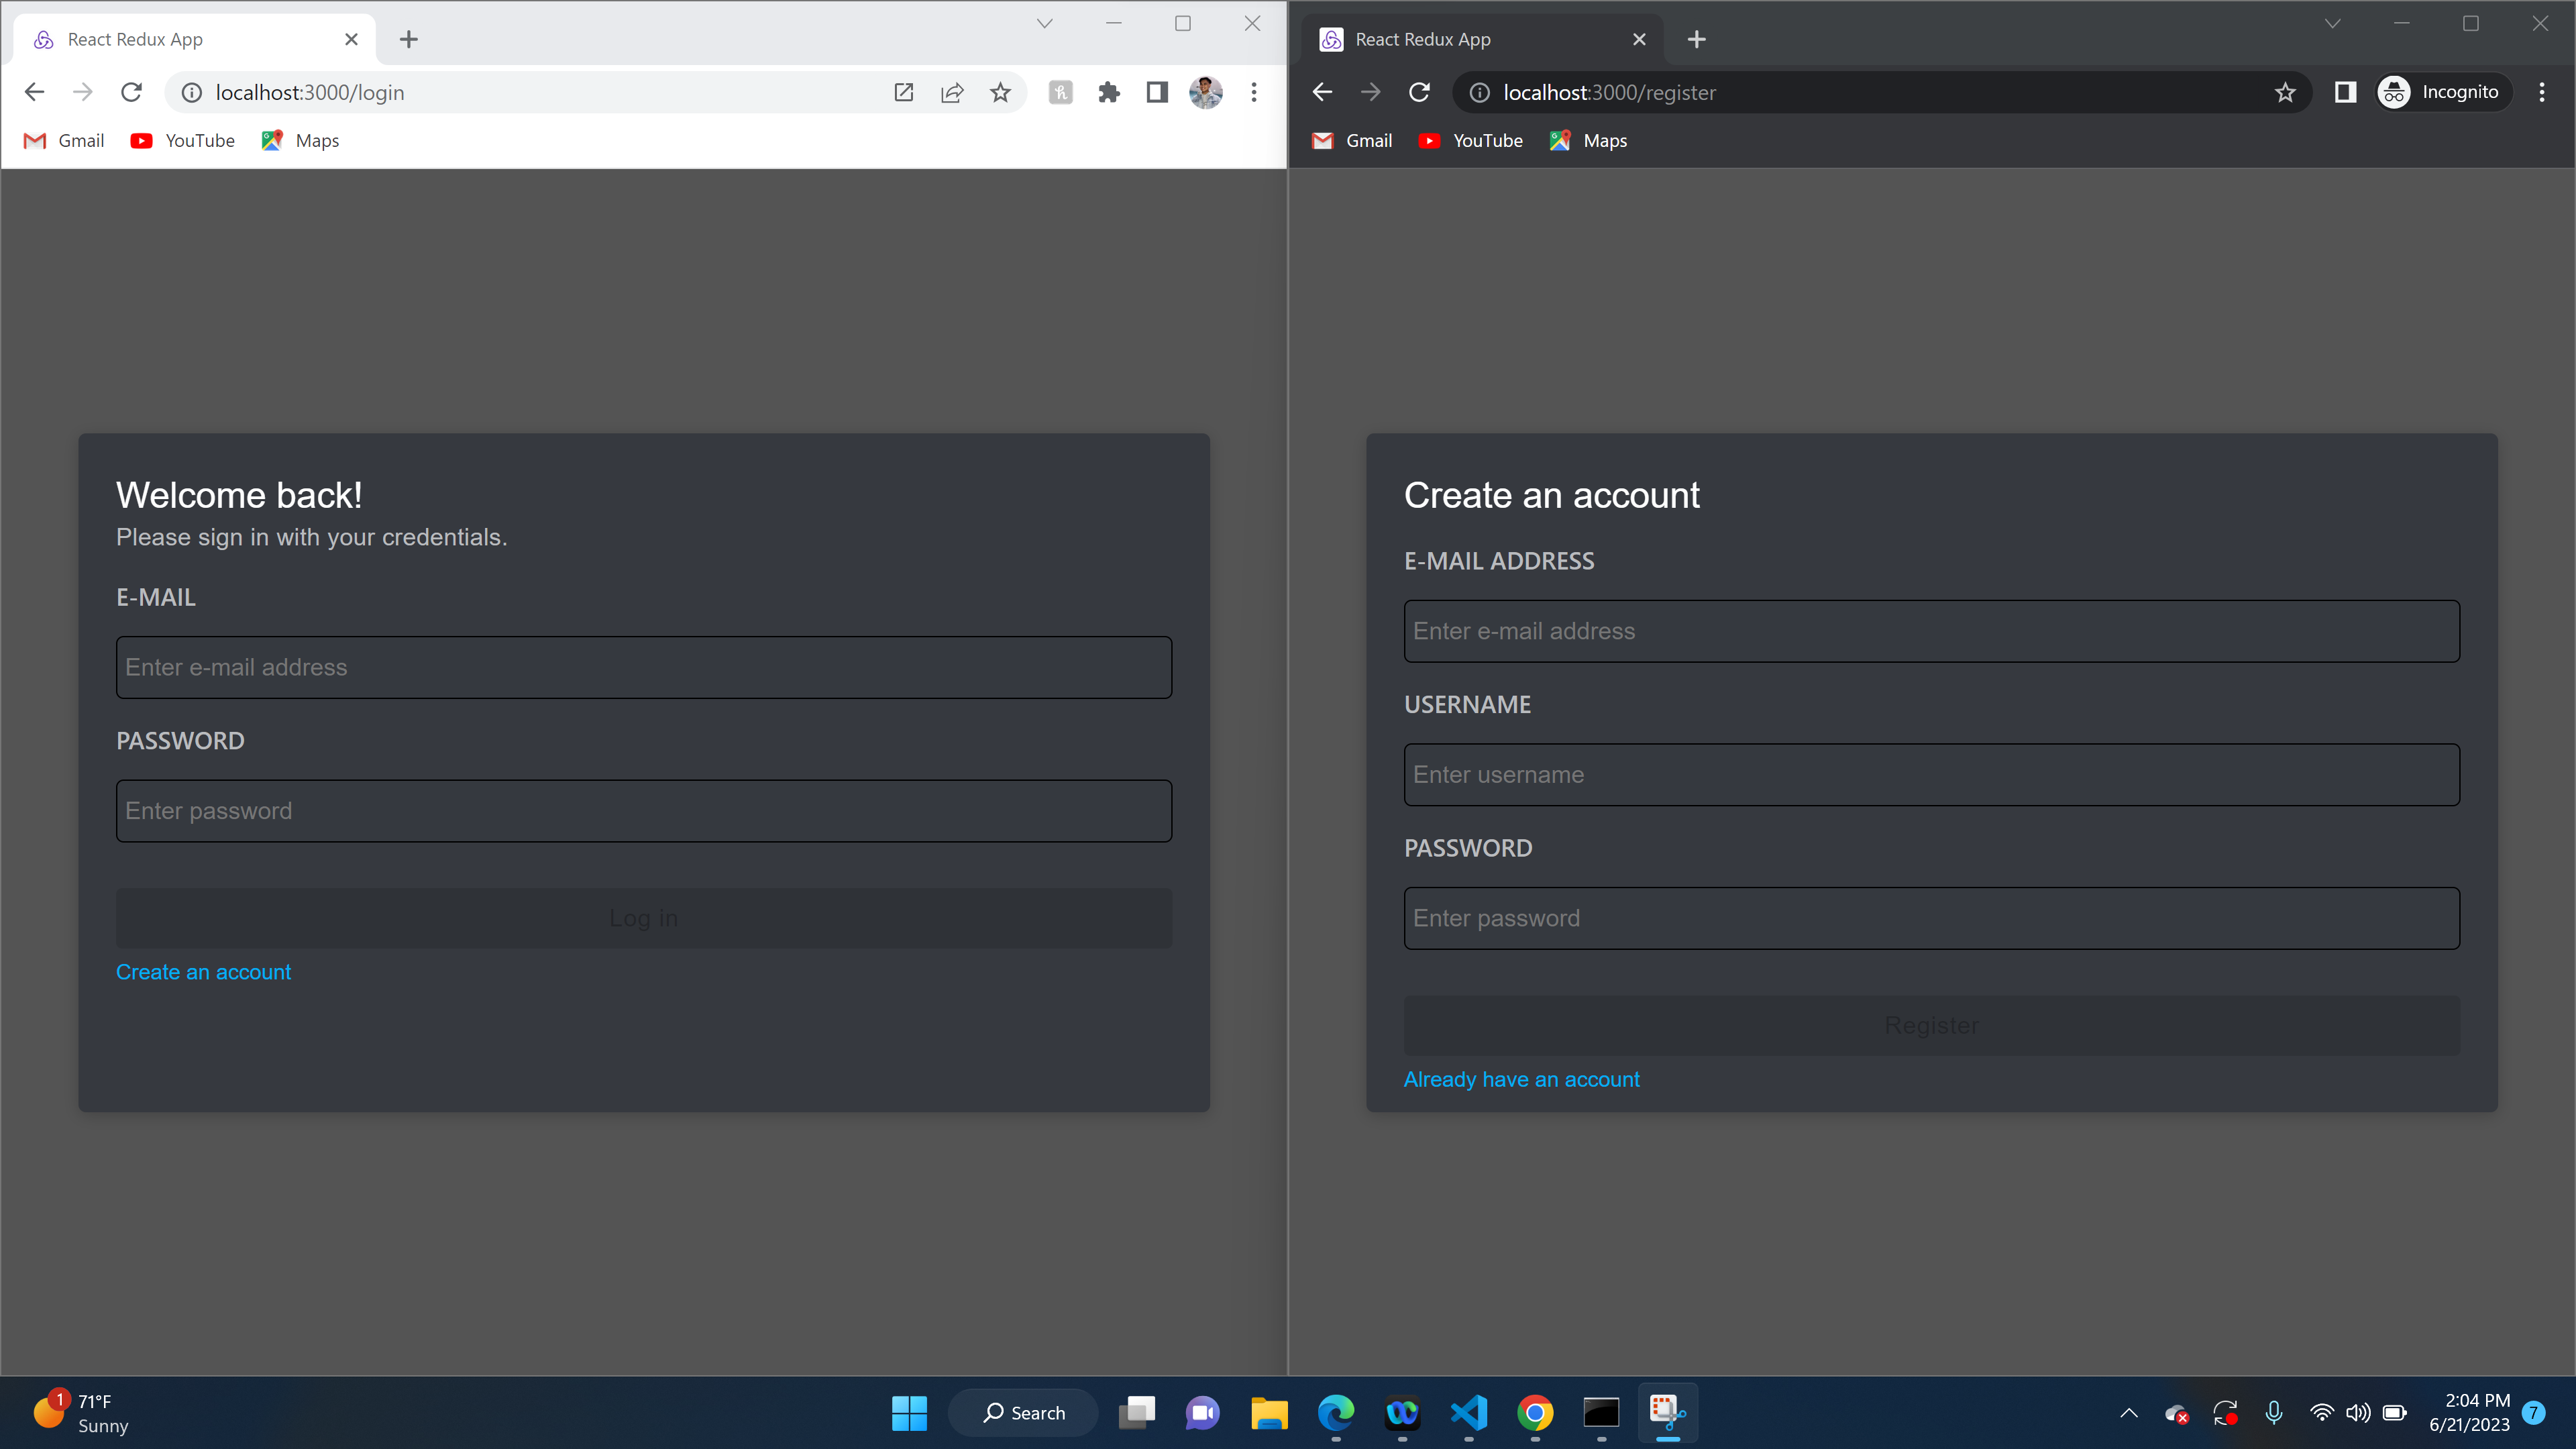 React Redux App
localhost:3000/login
Gmail YouTube Maps
Welcome back!
Please sign in with your credentials.
E-MAIL
Enter e-mail address
PASSWORD
Enter password
Log in
Create an account
React Redux App
localhost:3000/register
Incognito
Gmail YouTube Maps
Create an account
E-MAIL ADDRESS
Enter e-mail address
USERNAME
Enter username
PASSWORD
Enter password
Register
Already have an account
1
71°F
Sunny
Search
2:04 PM
6/21/2023
7